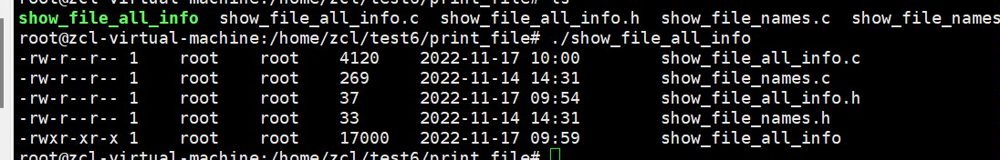 root@zcl-virtual-machine:/home/zcl/test6/print_file# ls
show_file_all_info  show_file_all_info.c  show_file_all_info.h  show_file_names.c  show_file_names
root@zcl-virtual-machine:/home/zcl/test6/print_file# ./show_file_all_info
-rw-r--r-- 1    root    root    4120    2022-11-17 10:00    show_file_all_info.c
-rw-r--r-- 1    root    root    269    2022-11-14 14:31    show_file_names.c
-rw-r--r-- 1    root    root    37    2022-11-17 09:54    show_file_all_info.h
-rw-r--r-- 1    root    root    33    2022-11-14 14:31    show_file_names.h
-rwxr-xr-x 1    root    root    17000    2022-11-17 09:59    show_file_all_info
root@zcl-virtual-machine:/home/zcl/test6/print_file#